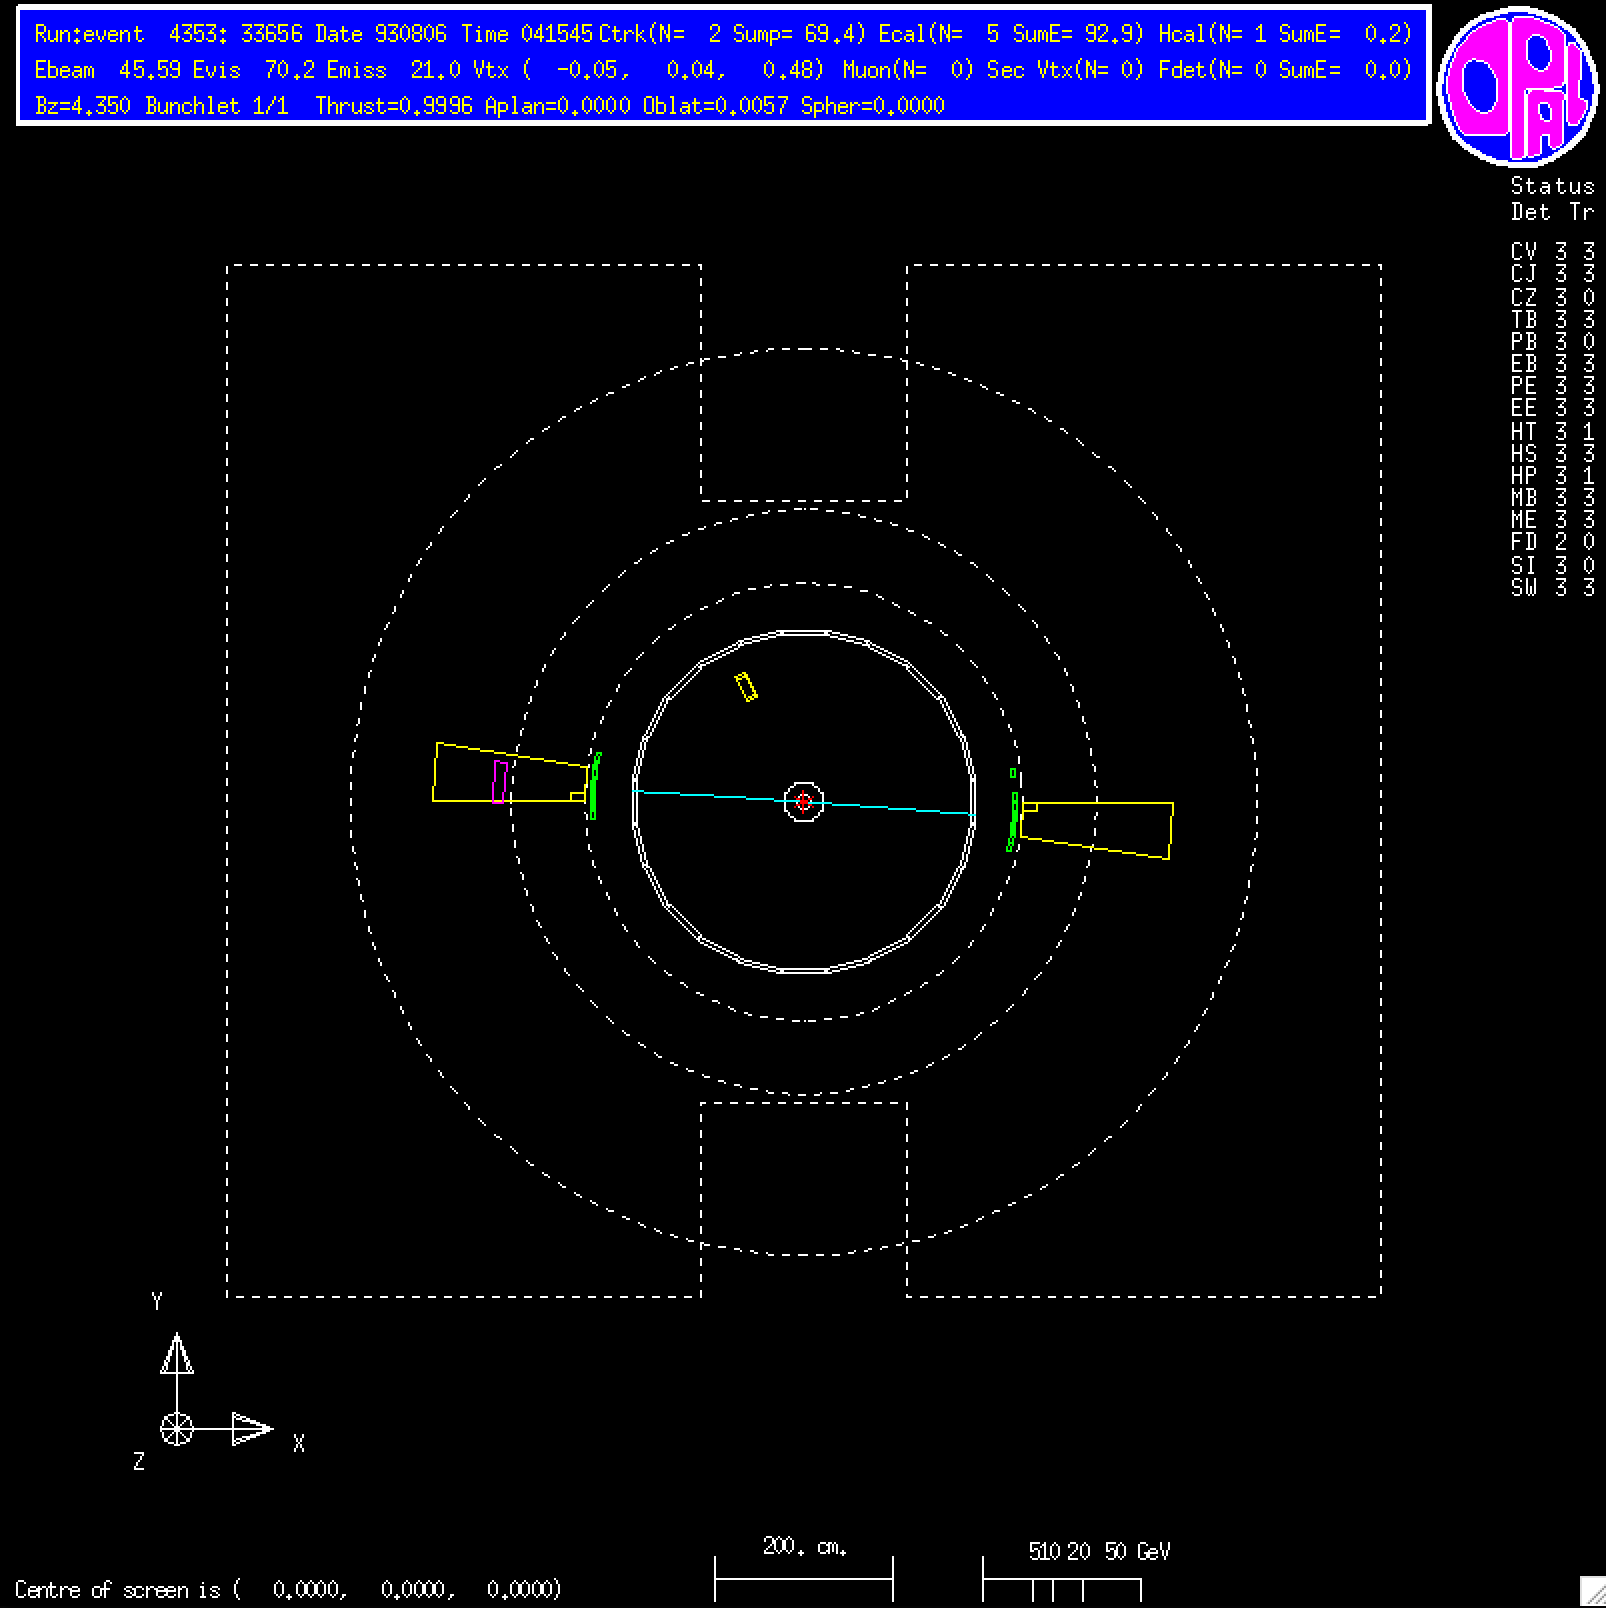 Run:event 4353: 33656 Date 930806 Time 041545 Ctrk(N= 2 Sump= 69.4) Ecal(N= 5 SumE= 92.9) Hcal(N= 1 SumE= 0.2)
Ebeam 45.59 Evis 70.2 Emiss 21.0 Vtx ( -0.05, 0.04, 0.48) Muon(N= 0) Sec Vtx(N= 0) Fdet(N= 0 SumE= 0.0)
Bz=4.350 Bunchlet 1/1 Thrust=0.9996 Aplan=0.0000 Oblat=0.0057 Spher=0.0000
OPAL
Status
Det Tr
CV 3 3
CJ 3 3
CZ 3 0
TB 3 3
PB 3 0
EB 3 3
PE 3 3
EE 3 3
HT 3 1
HS 3 3
HP 3 1
MB 3 3
ME 3 3
FD 2 0
SI 3 0
SW 3 3
Y
X
Z
200. cm.
5 10 20 50 GeV
Centre of screen is ( 0.0000, 0.0000, 0.0000)